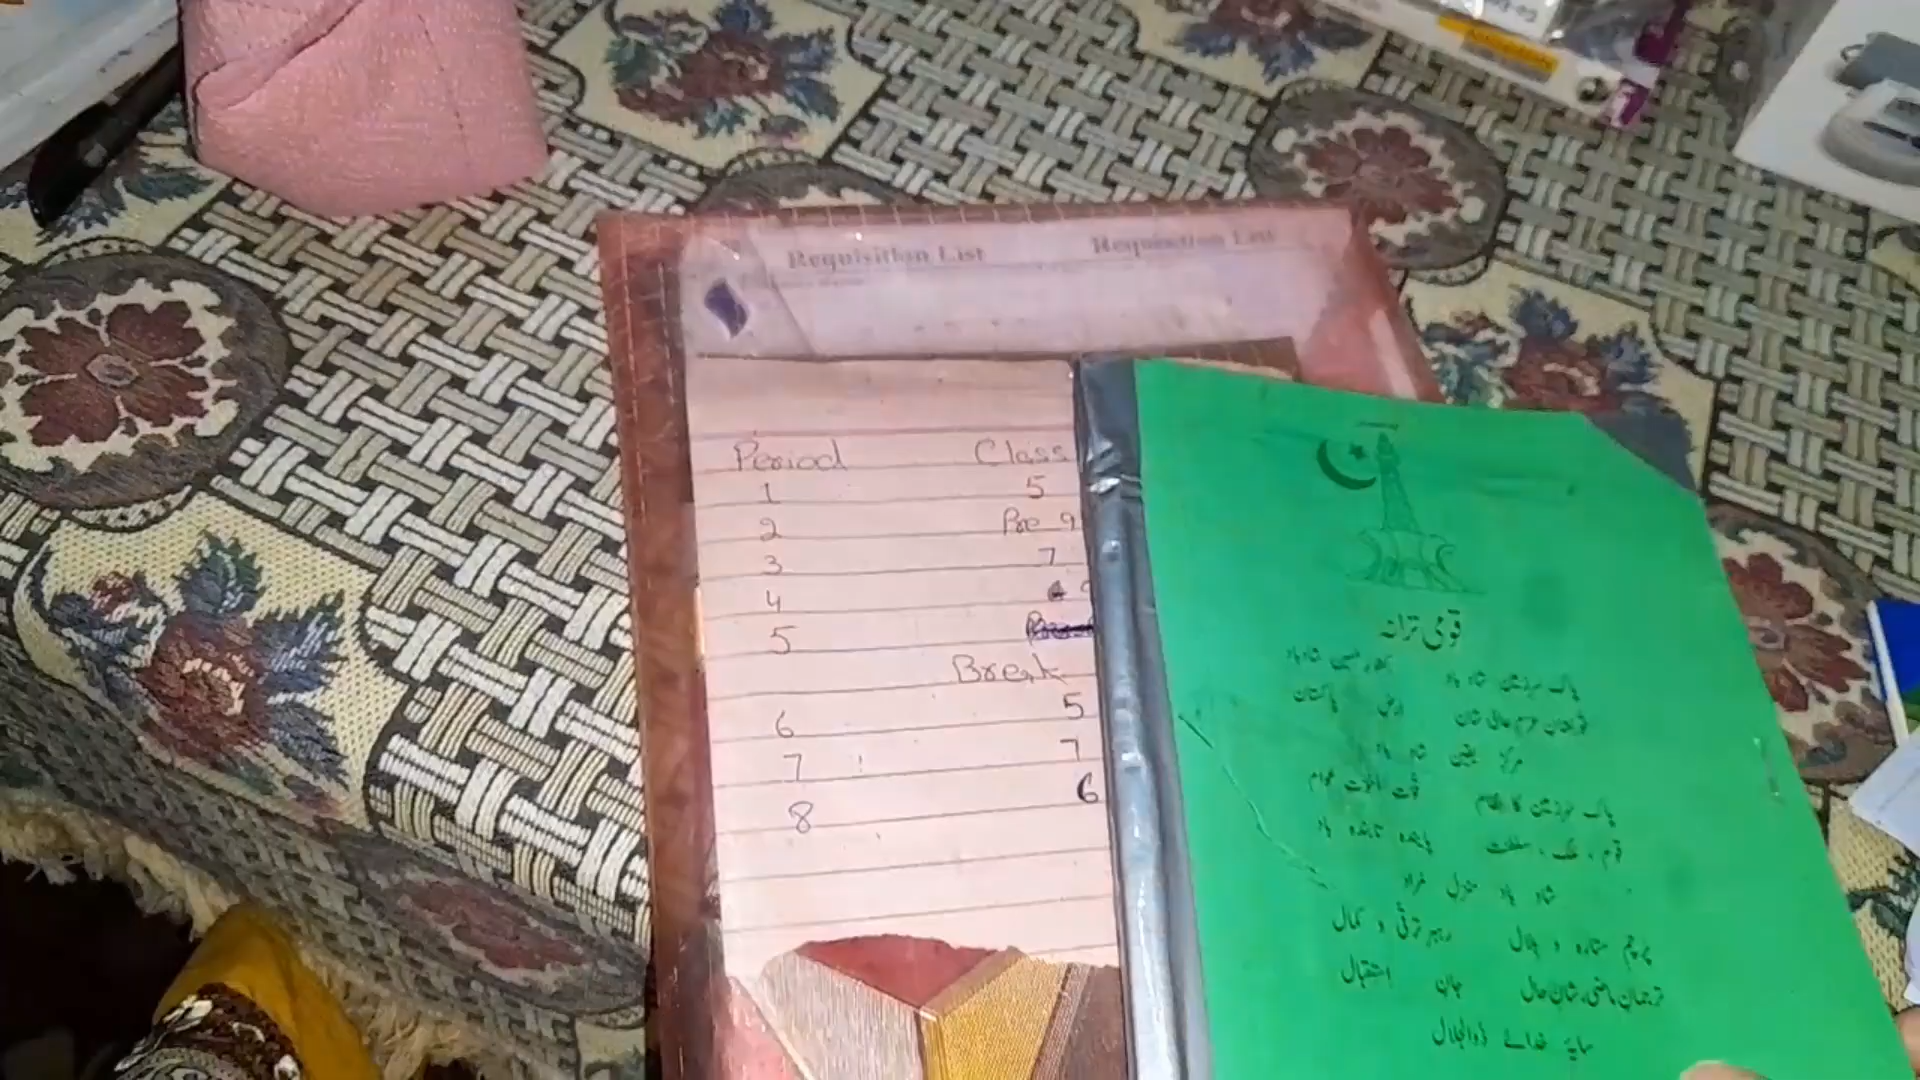 Requisition List Requisition List
Period Class
1 5
2 Pre 9
3 7
4
5
Break
6 5
7 7
8 6
قومی ترانہ
پاک سرزمین شاد باد کشور حسین شاد باد
تو نشان عزم عالی شان ارض پاکستان
مرکز یقین شاد باد
پاک سرزمین کا نظام قوت اخوت عوام
قوم ، ملک ، سلطنت پایندہ تابندہ باد
شاد باد منزل مراد
پرچم ستارہ و ہلال رہبر ترقی و کمال
ترجمان ماضی، شان حال جان استقبال
سایۂ خدائے ذوالجلال